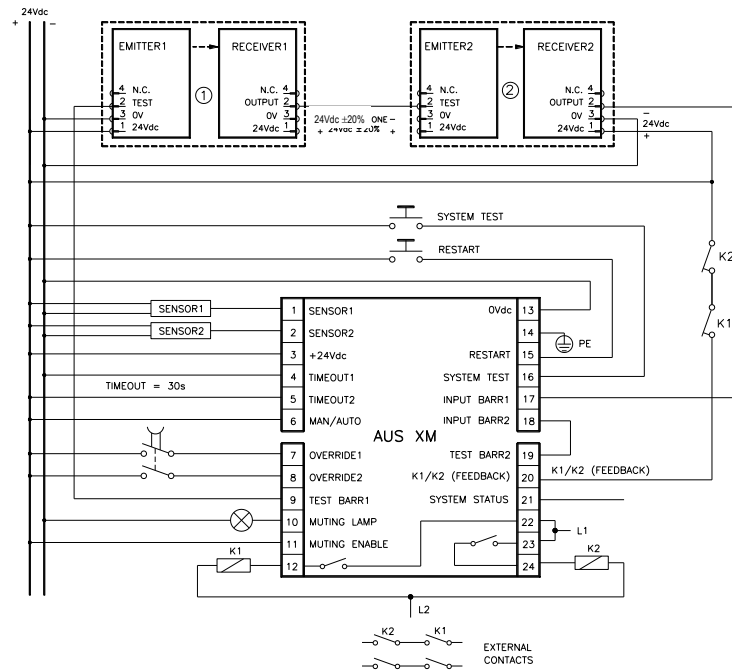 24Vdc
+ −
EMITTER1
RECEIVER1
EMITTER2
RECEIVER2
1
2
4 N.C.
2 TEST
3 0V
1 24Vdc
N.C. 4
OUTPUT 2
0V 3
24Vdc 1
4 N.C.
2 TEST
3 0V
1 24Vdc
N.C. 4
OUTPUT 2
0V 3
24Vdc 1
24Vdc ±20% ONE −
+ 24Vdc ±20% +
−
24Vdc
+
SYSTEM TEST
RESTART
K2
K1
SENSOR1
SENSOR2
TIMEOUT = 30s
1 SENSOR1
2 SENSOR2
3 +24Vdc
4 TIMEOUT1
5 TIMEOUT2
6 MAN/AUTO
AUS XM
7 OVERRIDE1
8 OVERRIDE2
9 TEST BARR1
10 MUTING LAMP
11 MUTING ENABLE
12
0Vdc 13
14
PE
RESTART 15
SYSTEM TEST 16
INPUT BARR1 17
INPUT BARR2 18
TEST BARR2 19
K1/K2 (FEEDBACK) 20
K1/K2 (FEEDBACK)
SYSTEM STATUS 21
22
23
24
L1
K1
K2
L2
K2 K1
EXTERNAL
CONTACTS